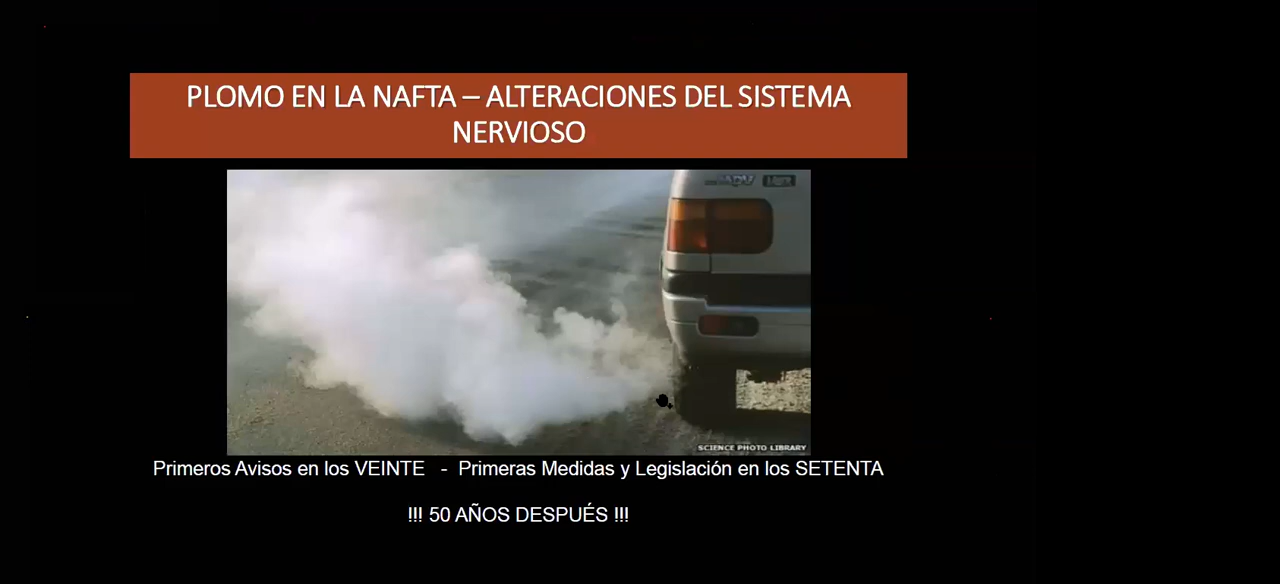 PLOMO EN LA NAFTA – ALTERACIONES DEL SISTEMA
NERVIOSO
SCIENCE PHOTO LIBRARY
Primeros Avisos en los VEINTE - Primeras Medidas y Legislación en los SETENTA
!!! 50 AÑOS DESPUÉS !!!